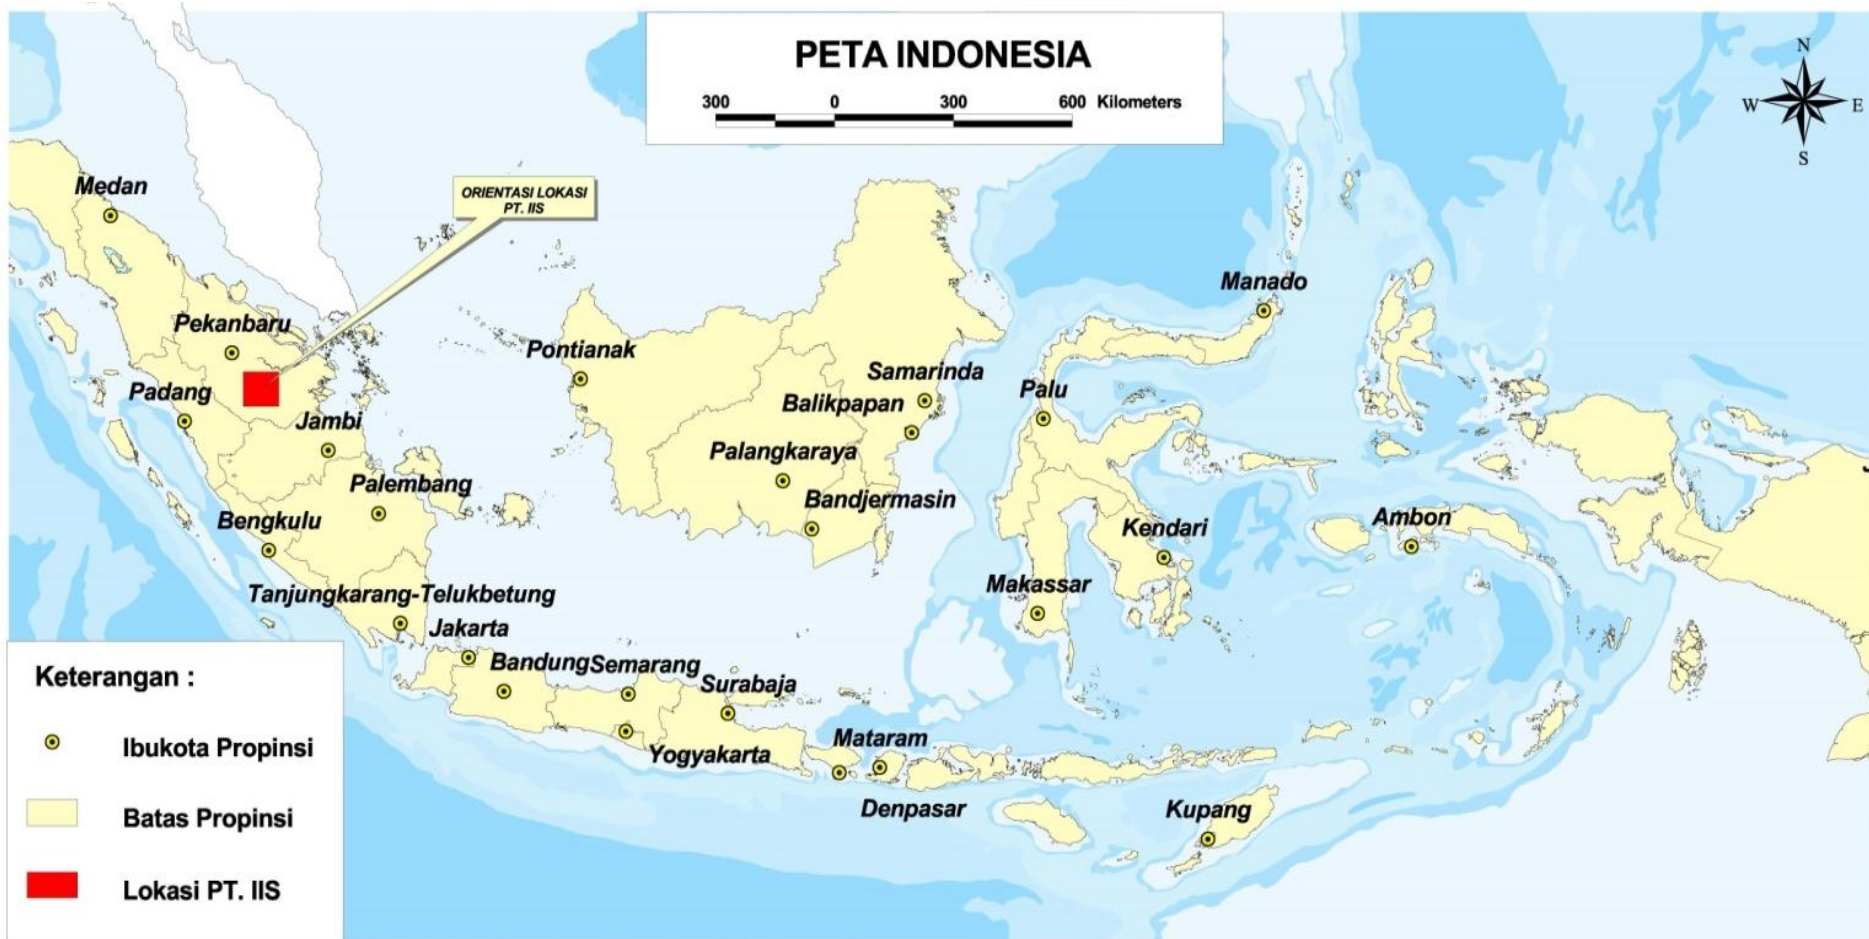 PETA INDONESIA
300 0 300 600 Kilometers
N
W E
S
ORIENTASI LOKASI
PT. IIS
Medan
Pekanbaru
Padang
Jambi
Palembang
Bengkulu
Tanjungkarang-Telukbetung
Jakarta
Bandung
Semarang
Surabaja
Yogyakarta
Mataram
Denpasar
Kupang
Pontianak
Samarinda
Balikpapan
Palangkaraya
Bandjermasin
Manado
Palu
Kendari
Makassar
Ambon
Keterangan :
Ibukota Propinsi
Batas Propinsi
Lokasi PT. IIS